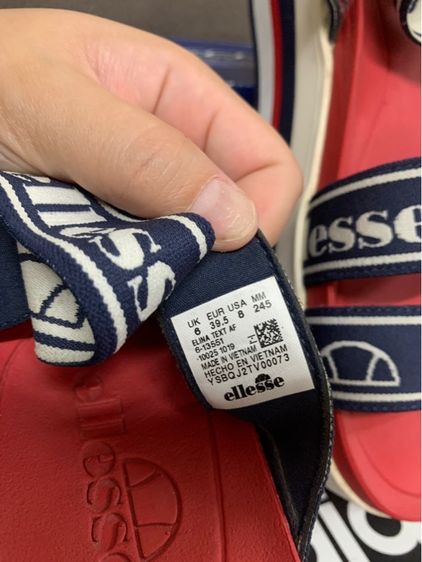 ellesse
UK EUR USA MM
6 39.5 8 245
ELINA TEXT AF
6-13551
-10025 1019
MADE IN VIETNAM
HECHO EN VIETNAM
YSBQJ2TV00073
ellesse
ellesse